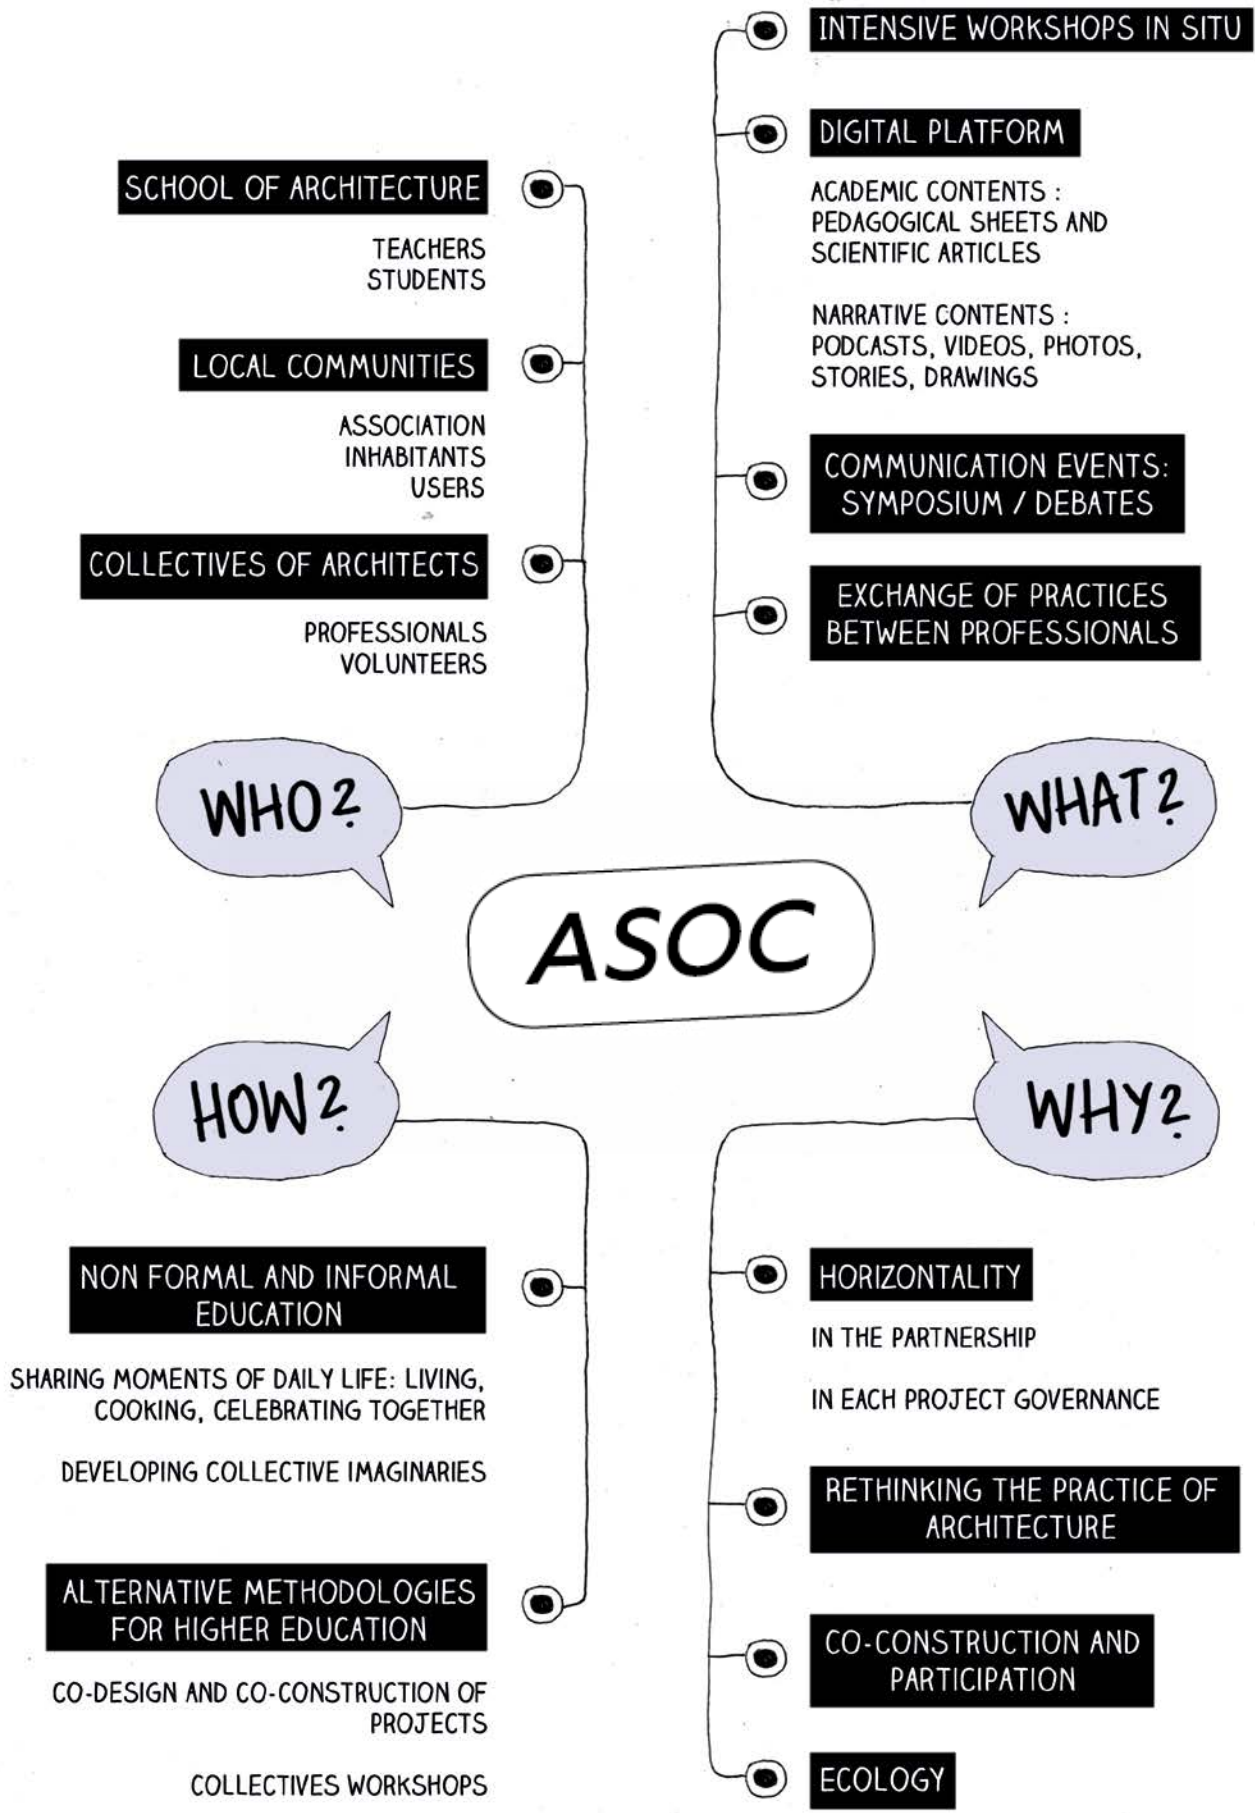 SCHOOL OF ARCHITECTURE
TEACHERS
STUDENTS
LOCAL COMMUNITIES
ASSOCIATION
INHABITANTS
USERS
COLLECTIVES OF ARCHITECTS
PROFESSIONALS
VOLUNTEERS
WHO?
INTENSIVE WORKSHOPS IN SITU
DIGITAL PLATFORM
ACADEMIC CONTENTS :
PEDAGOGICAL SHEETS AND
SCIENTIFIC ARTICLES
NARRATIVE CONTENTS :
PODCASTS, VIDEOS, PHOTOS,
STORIES, DRAWINGS
COMMUNICATION EVENTS:
SYMPOSIUM / DEBATES
EXCHANGE OF PRACTICES
BETWEEN PROFESSIONALS
WHAT?
ASOC
HOW?
NON FORMAL AND INFORMAL
EDUCATION
SHARING MOMENTS OF DAILY LIFE: LIVING,
COOKING, CELEBRATING TOGETHER
DEVELOPING COLLECTIVE IMAGINARIES
ALTERNATIVE METHODOLOGIES
FOR HIGHER EDUCATION
CO-DESIGN AND CO-CONSTRUCTION OF
PROJECTS
COLLECTIVES WORKSHOPS
WHY?
HORIZONTALITY
IN THE PARTNERSHIP
IN EACH PROJECT GOVERNANCE
RETHINKING THE PRACTICE OF
ARCHITECTURE
CO-CONSTRUCTION AND
PARTICIPATION
ECOLOGY